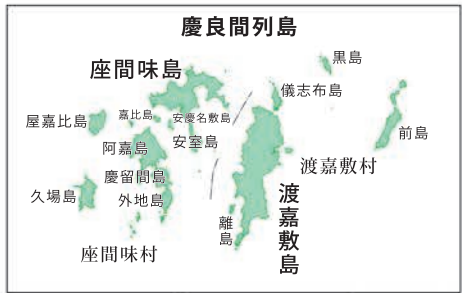 慶良間列島
黒島
座間味島
儀志布島
屋嘉比島
嘉比島
安慶名敷島
前島
安室島
阿嘉島
渡嘉敷村
慶留間島
久場島
外地島
渡嘉敷島
離島
座間味村